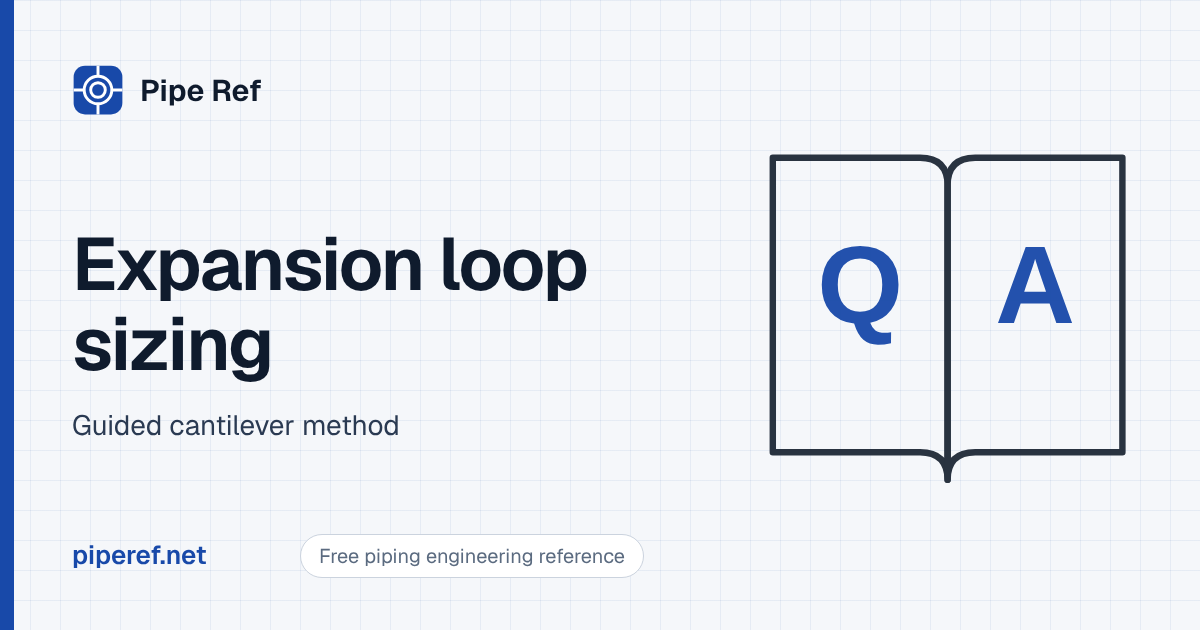 Pipe Ref
Expansion loop
sizing
Guided cantilever method
Q A
piperef.net
Free piping engineering reference